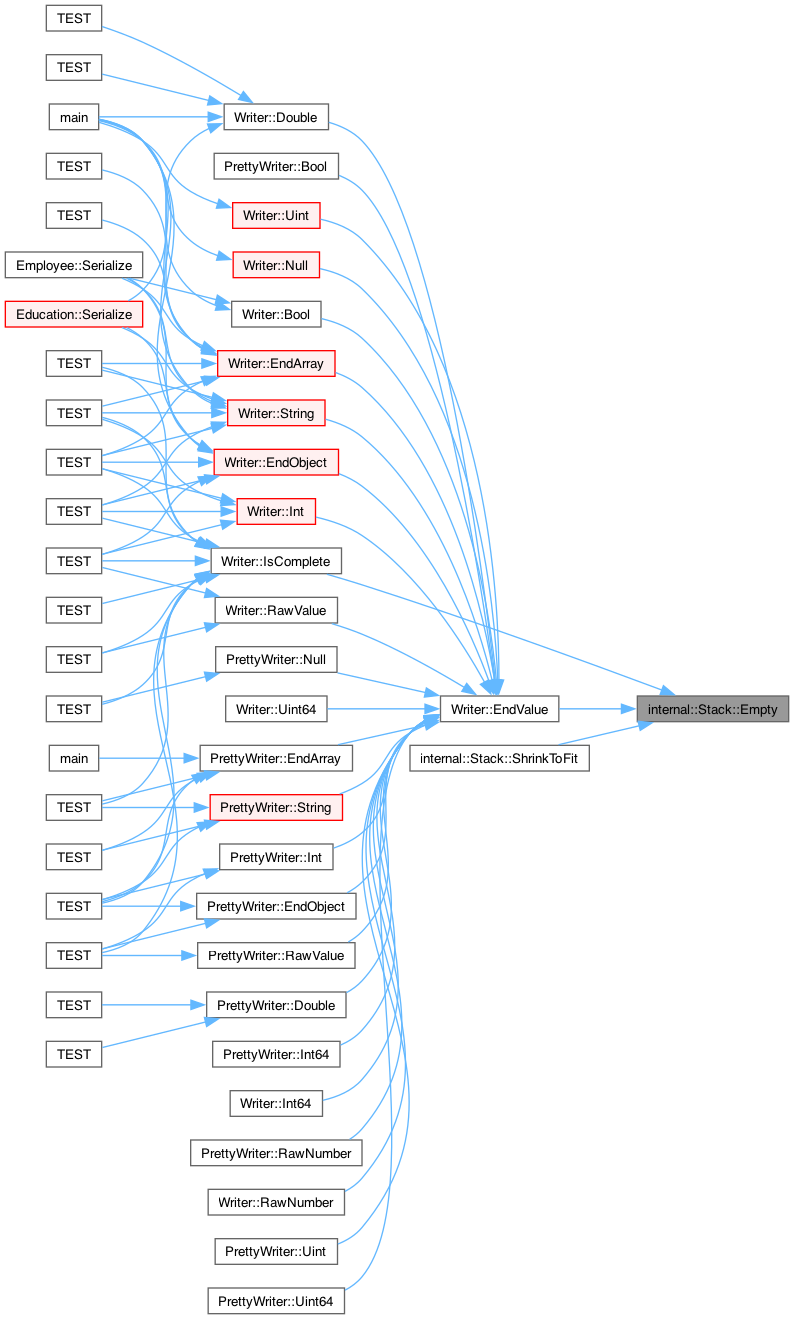 TEST
TEST
main
TEST
TEST
Employee::Serialize
Education::Serialize
TEST
TEST
TEST
TEST
TEST
TEST
TEST
TEST
main
TEST
TEST
TEST
TEST
TEST
TEST
Writer::Double
PrettyWriter::Bool
Writer::Uint
Writer::Null
Writer::Bool
Writer::EndArray
Writer::String
Writer::EndObject
Writer::Int
Writer::IsComplete
Writer::RawValue
PrettyWriter::Null
Writer::Uint64
PrettyWriter::EndArray
PrettyWriter::String
PrettyWriter::Int
PrettyWriter::EndObject
PrettyWriter::RawValue
PrettyWriter::Double
PrettyWriter::Int64
Writer::Int64
PrettyWriter::RawNumber
Writer::RawNumber
PrettyWriter::Uint
PrettyWriter::Uint64
Writer::EndValue
internal::Stack::ShrinkToFit
internal::Stack::Empty